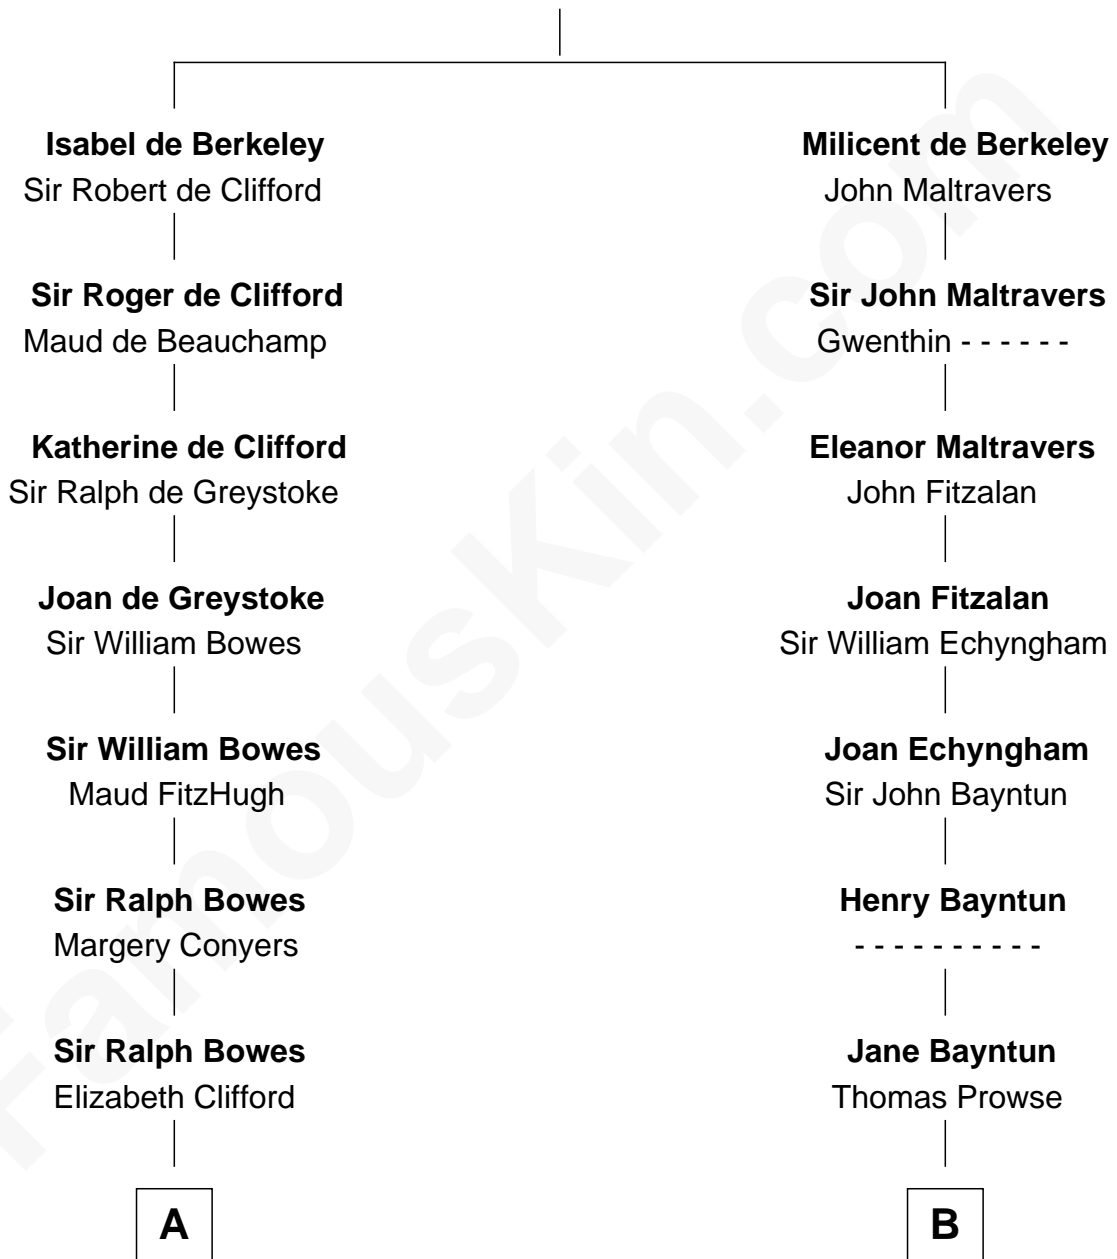 Isabel de Berkeley
Sir Robert de Clifford
Milicent de Berkeley
John Maltravers
Sir Roger de Clifford
Maud de Beauchamp
Sir John Maltravers
Gwenthin - - - - - -
Katherine de Clifford
Sir Ralph de Greystoke
Eleanor Maltravers
John Fitzalan
Joan de Greystoke
Sir William Bowes
Joan Fitzalan
Sir William Echyngham
Sir William Bowes
Maud FitzHugh
Joan Echyngham
Sir John Bayntun
Sir Ralph Bowes
Margery Conyers
Henry Bayntun
- - - - - - - - - -
Sir Ralph Bowes
Elizabeth Clifford
Jane Bayntun
Thomas Prowse
A
B
FamousKin.com